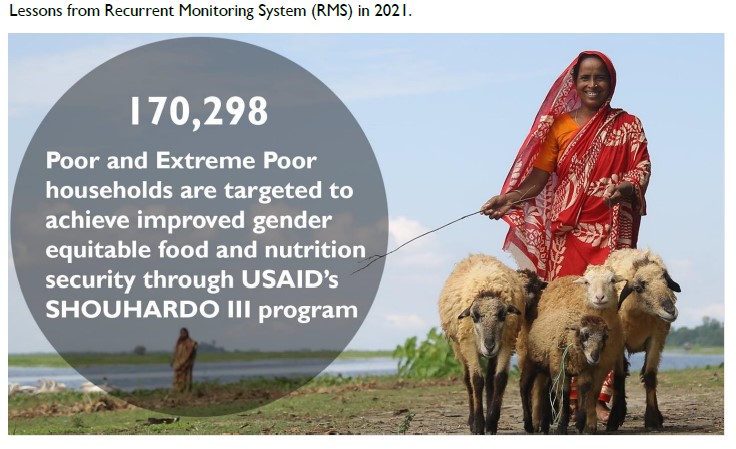 Lessons from Recurrent Monitoring System (RMS) in 2021.
170,298
Poor and Extreme Poor
households are targeted to
achieve improved gender
equitable food and nutrition
security through USAID's
SHOUHARDO III program